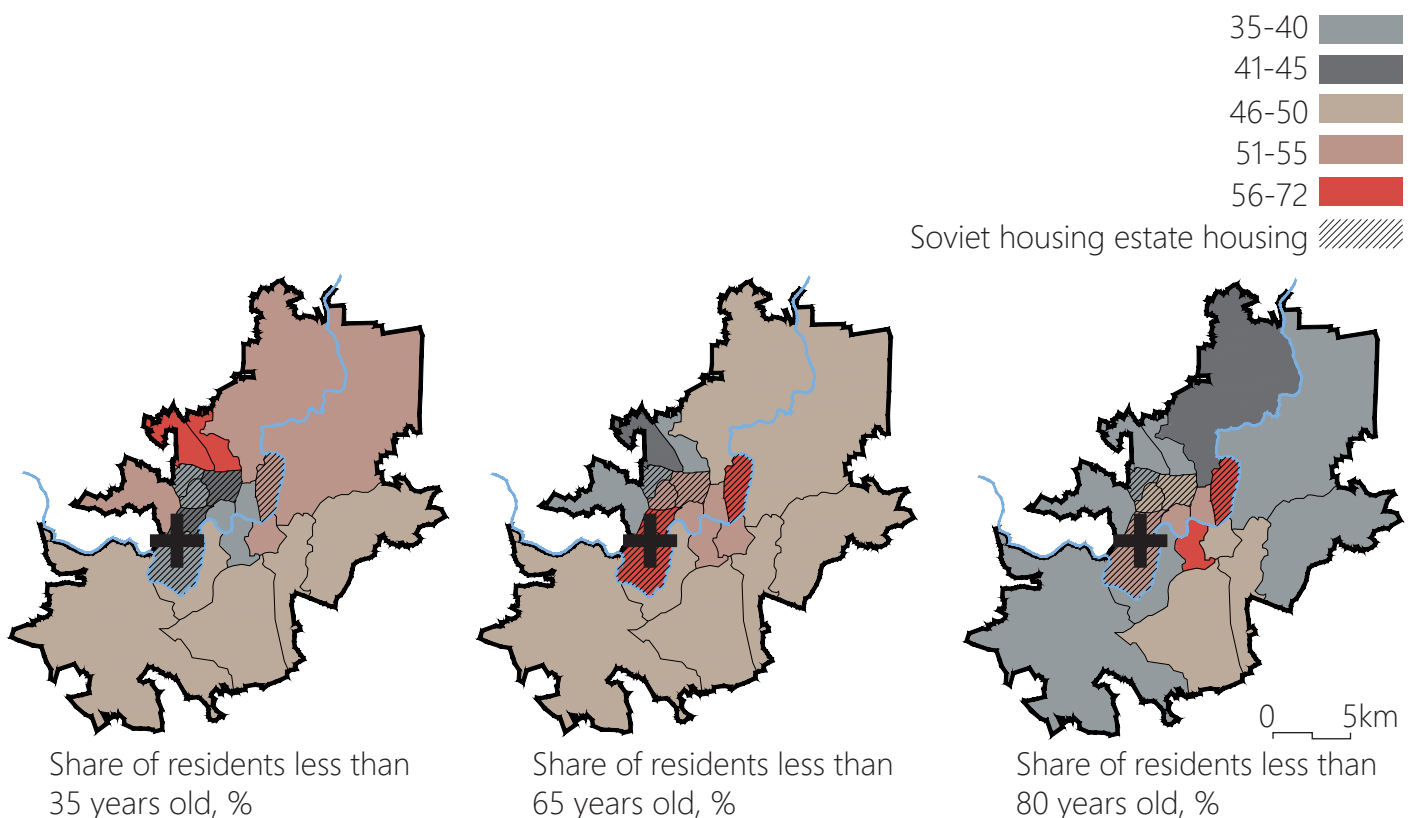 35-40
41-45
46-50
51-55
56-72
Soviet housing estate housing
0 5km
Share of residents less than
35 years old, %
Share of residents less than
65 years old, %
Share of residents less than
80 years old, %